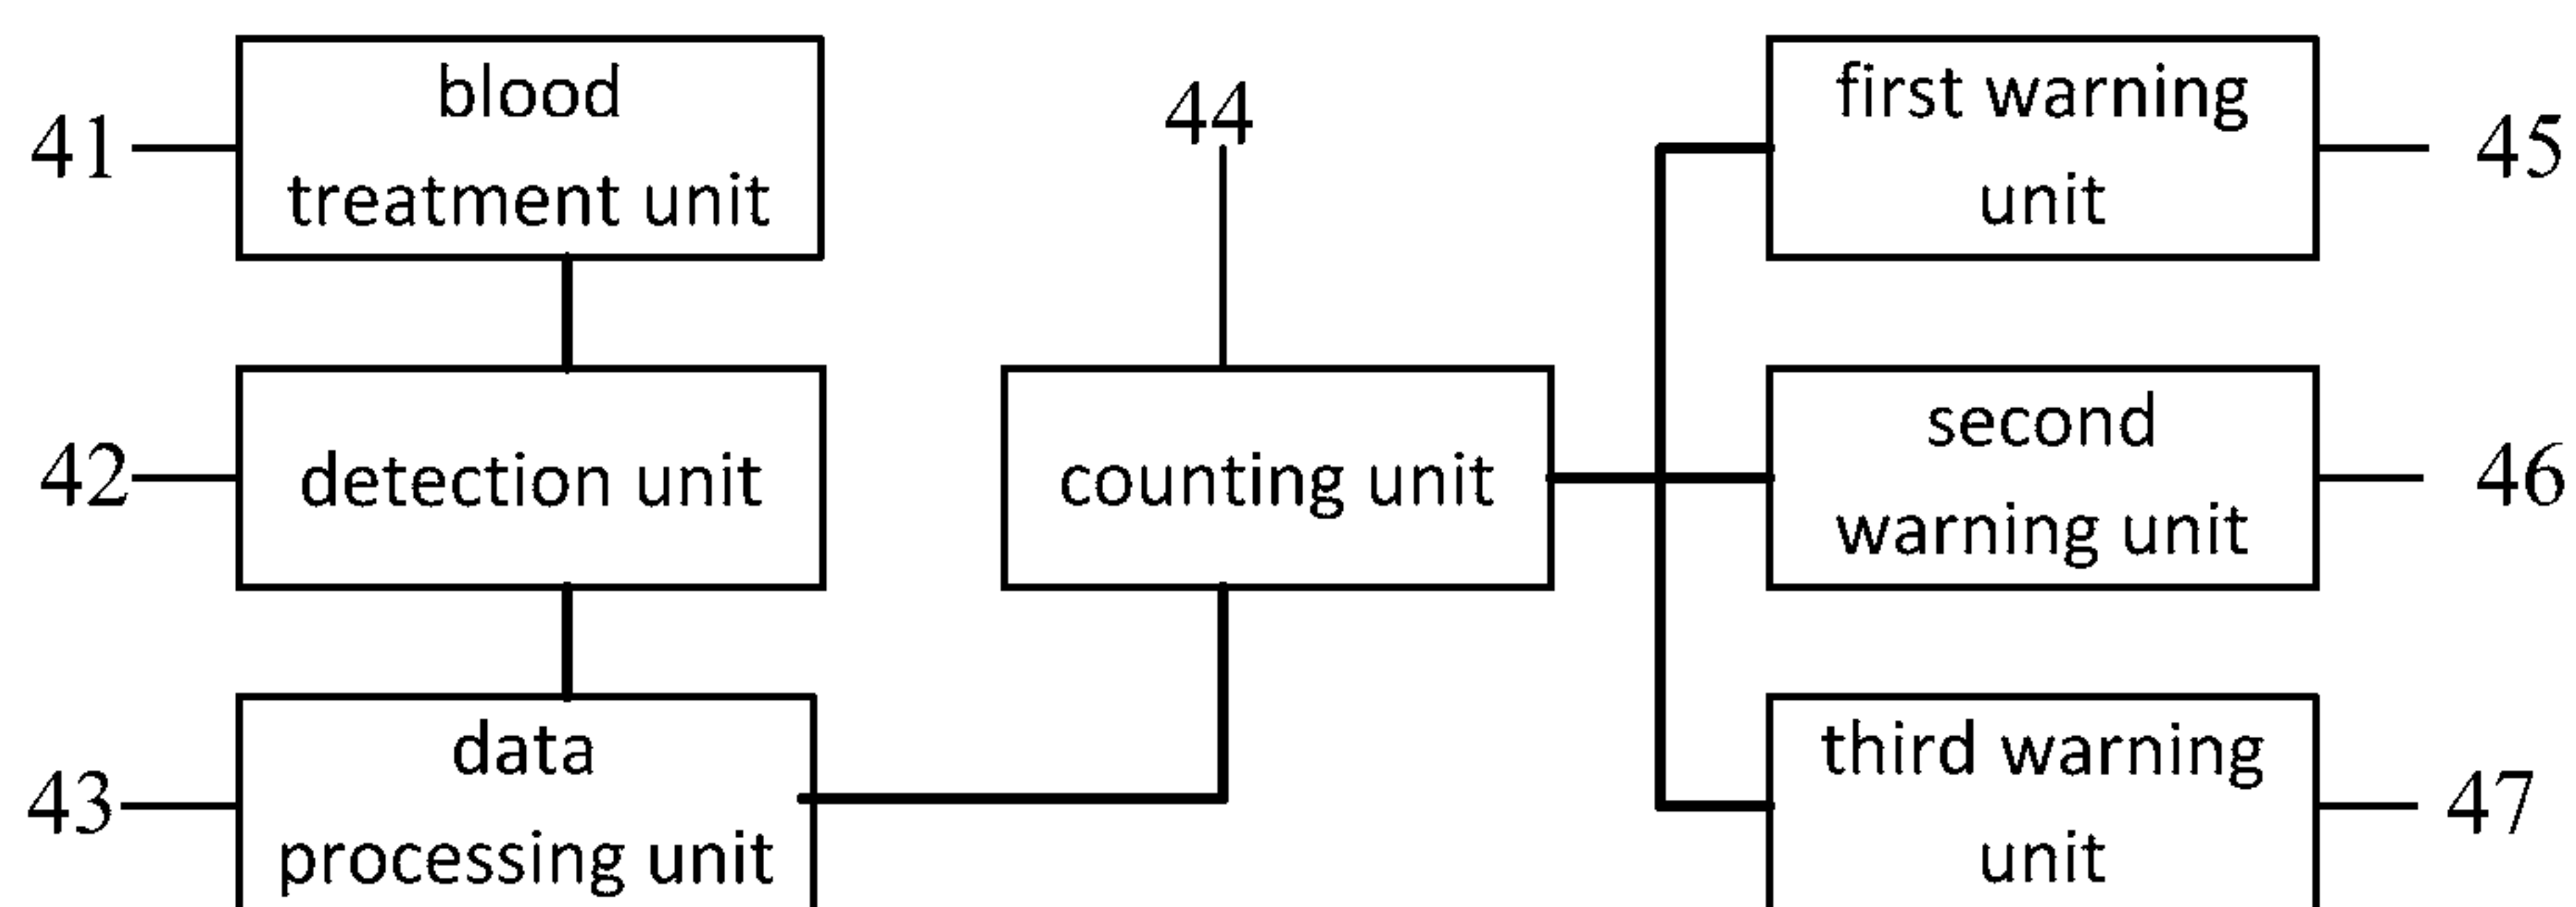 41
blood
treatment unit
42
detection unit
43
data
processing unit
44
counting unit
first warning
unit
45
second
warning unit
46
third warning
unit
47